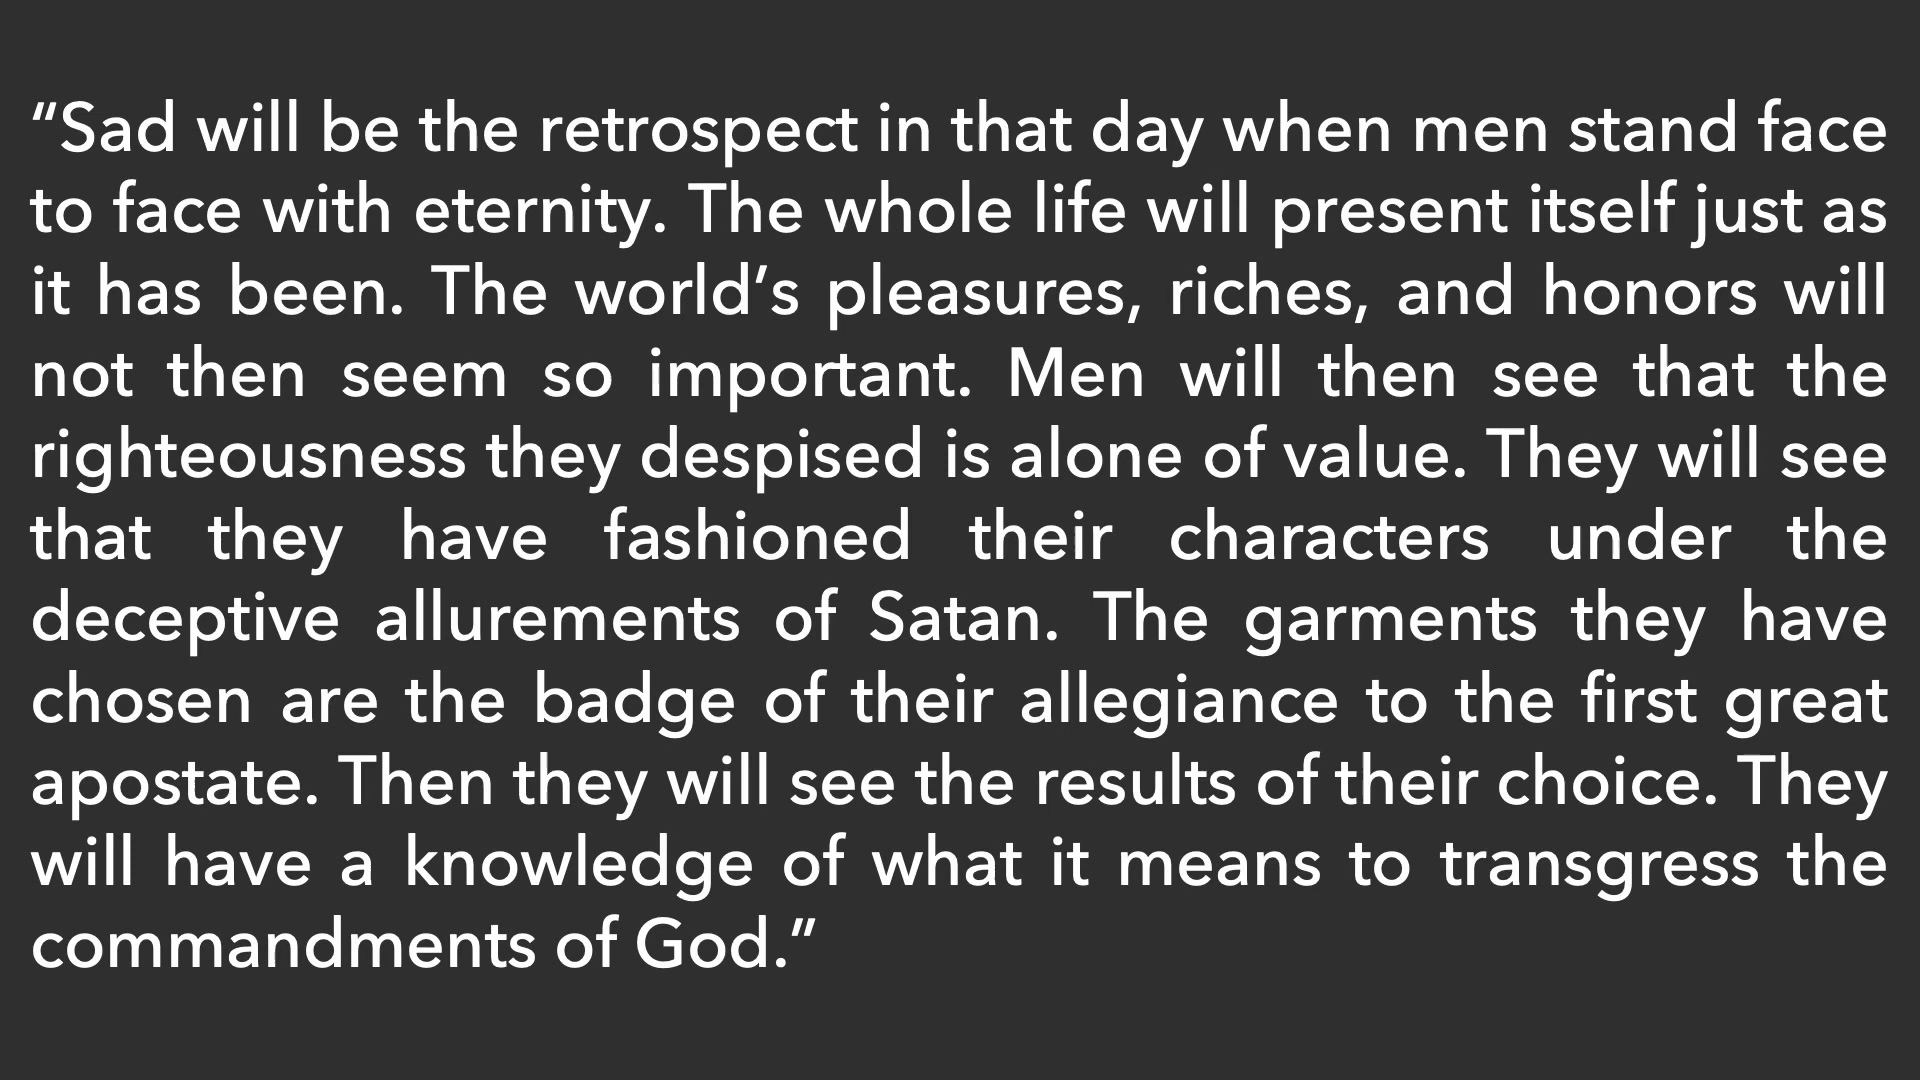 “Sad will be the retrospect in that day when men stand face
to face with eternity. The whole life will present itself just as
it has been. The world’s pleasures, riches, and honors will
not then seem so important. Men will then see that the
righteousness they despised is alone of value. They will see
that they have fashioned their characters under the
deceptive allurements of Satan. The garments they have
chosen are the badge of their allegiance to the first great
apostate. Then they will see the results of their choice. They
will have a knowledge of what it means to transgress the
commandments of God.”